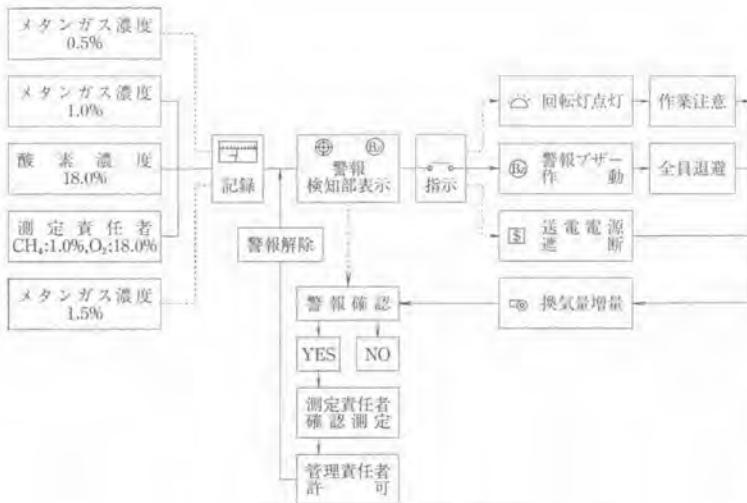 メタンガス濃度
0.5%
メタンガス濃度
1.0%
酸素濃度
18.0%
測定責任者
CH₄:1.0%,O₂:18.0%
メタンガス濃度
1.5%
記録
警報
検知部表示
指示
警報解除
回転灯点灯
作業注意
警報ブザー
作動
全員退避
送電電源
遮断
換気量増量
警報確認
YES
NO
測定責任者
確認測定
管理責任者
許可